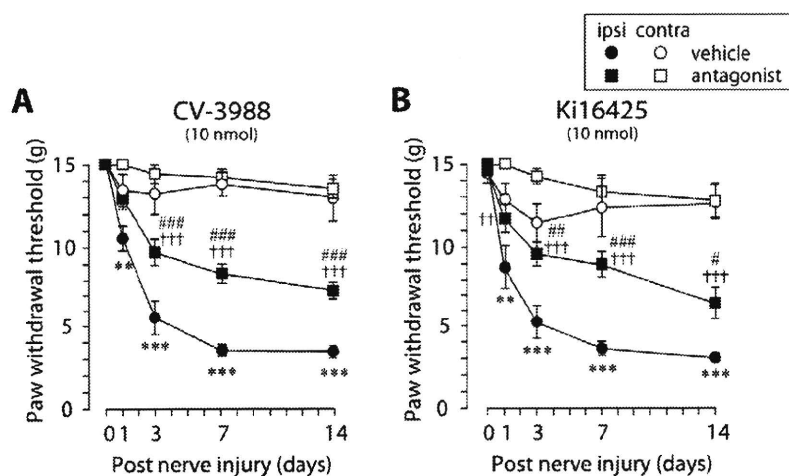 ipsi contra
vehicle
antagonist
A
CV-3988
(10 nmol)
Paw withdrawal threshold (g)
15
10
5
0
#
###
†††
###
†††
###
†††
**
***
***
***
0 1 3 7 14
Post nerve injury (days)
B
Ki16425
(10 nmol)
Paw withdrawal threshold (g)
15
10
5
0
††
##
†††
###
†††
#
†††
**
***
***
***
0 1 3 7 14
Post nerve injury (days)